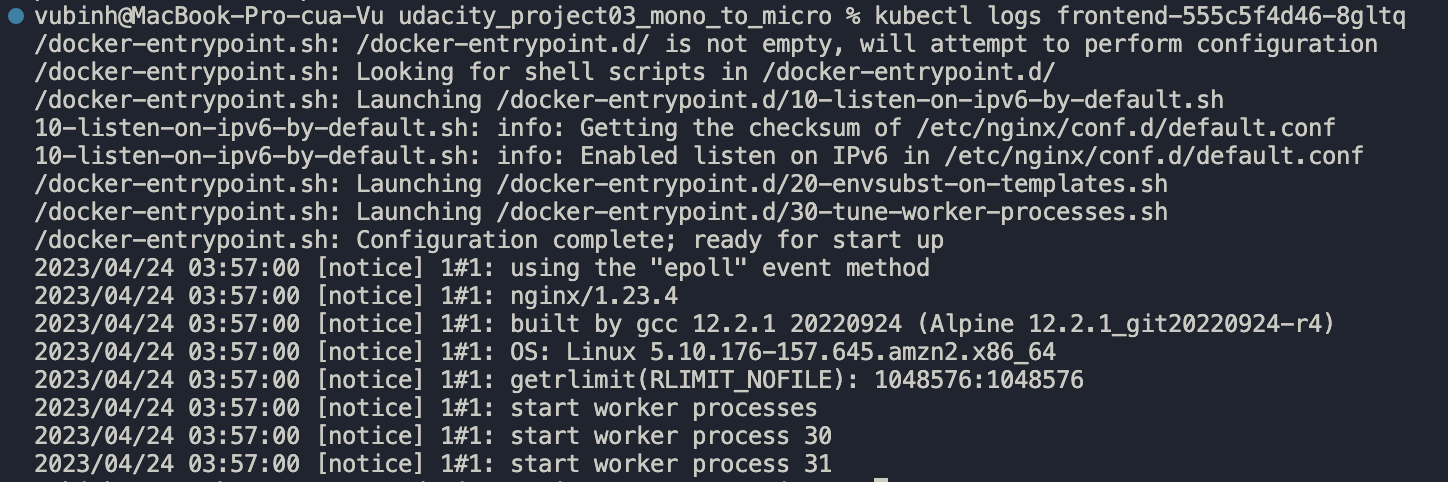 vubinh@MacBook-Pro-cua-Vu udacity_project03_mono_to_micro % kubectl logs frontend-555c5f4d46-8gltq
/docker-entrypoint.sh: /docker-entrypoint.d/ is not empty, will attempt to perform configuration
/docker-entrypoint.sh: Looking for shell scripts in /docker-entrypoint.d/
/docker-entrypoint.sh: Launching /docker-entrypoint.d/10-listen-on-ipv6-by-default.sh
10-listen-on-ipv6-by-default.sh: info: Getting the checksum of /etc/nginx/conf.d/default.conf
10-listen-on-ipv6-by-default.sh: info: Enabled listen on IPv6 in /etc/nginx/conf.d/default.conf
/docker-entrypoint.sh: Launching /docker-entrypoint.d/20-envsubst-on-templates.sh
/docker-entrypoint.sh: Launching /docker-entrypoint.d/30-tune-worker-processes.sh
/docker-entrypoint.sh: Configuration complete; ready for start up
2023/04/24 03:57:00 [notice] 1#1: using the "epoll" event method
2023/04/24 03:57:00 [notice] 1#1: nginx/1.23.4
2023/04/24 03:57:00 [notice] 1#1: built by gcc 12.2.1 20220924 (Alpine 12.2.1_git20220924-r4)
2023/04/24 03:57:00 [notice] 1#1: OS: Linux 5.10.176-157.645.amzn2.x86_64
2023/04/24 03:57:00 [notice] 1#1: getrlimit(RLIMIT_NOFILE): 1048576:1048576
2023/04/24 03:57:00 [notice] 1#1: start worker processes
2023/04/24 03:57:00 [notice] 1#1: start worker process 30
2023/04/24 03:57:00 [notice] 1#1: start worker process 31